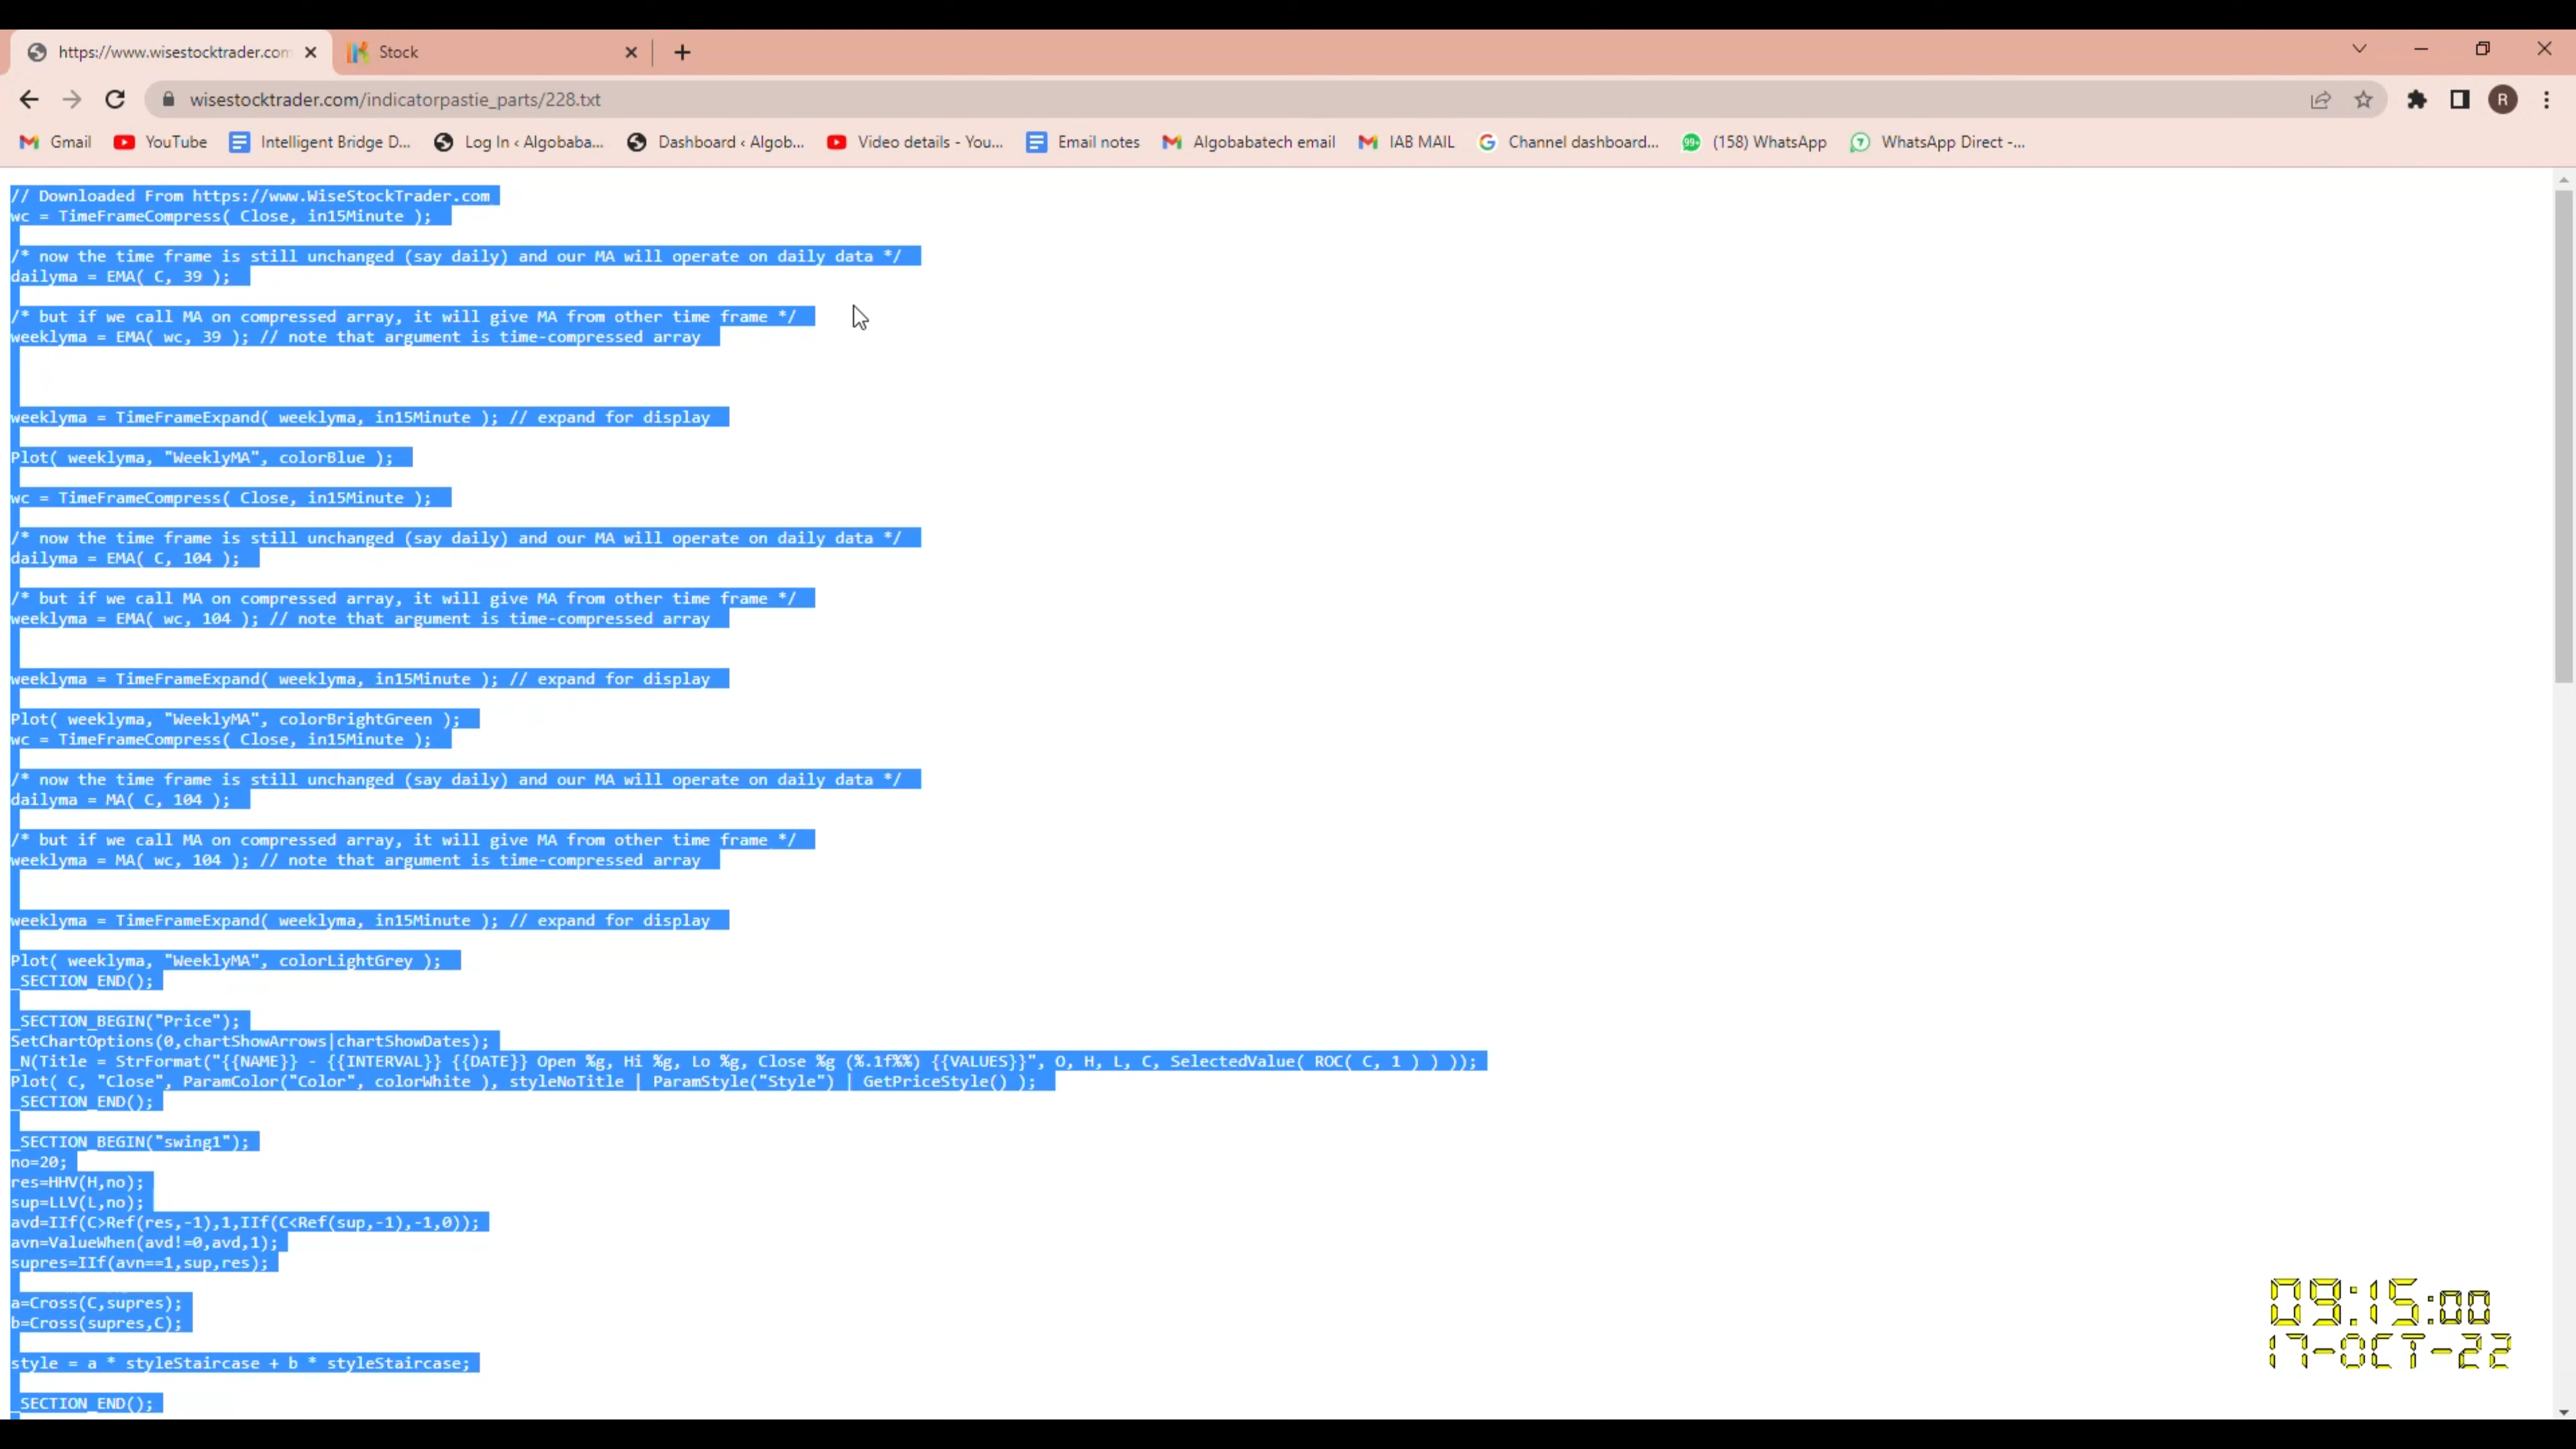 https://www.wisestocktrader.com
Stock
wisestocktrader.com/indicatorpastie_parts/228.txt
R
Gmail
YouTube
Intelligent Bridge D...
Log In ‹ Algobaba...
Dashboard ‹ Algob...
Video details - You...
Email notes
Algobabatech email
IAB MAIL
Channel dashboard...
99+
(158) WhatsApp
WhatsApp Direct -...
// Downloaded From https://www.WiseStockTrader.com
wc = TimeFrameCompress( Close, in15Minute );
/* now the time frame is still unchanged (say daily) and our MA will operate on daily data */
dailyma = EMA( C, 39 );
/* but if we call MA on compressed array, it will give MA from other time frame */
weeklyma = EMA( wc, 39 ); // note that argument is time-compressed array
weeklyma = TimeFrameExpand( weeklyma, in15Minute ); // expand for display
Plot( weeklyma, "WeeklyMA", colorBlue );
wc = TimeFrameCompress( Close, in15Minute );
/* now the time frame is still unchanged (say daily) and our MA will operate on daily data */
dailyma = EMA( C, 104 );
/* but if we call MA on compressed array, it will give MA from other time frame */
weeklyma = EMA( wc, 104 ); // note that argument is time-compressed array
weeklyma = TimeFrameExpand( weeklyma, in15Minute ); // expand for display
Plot( weeklyma, "WeeklyMA", colorBrightGreen );
wc = TimeFrameCompress( Close, in15Minute );
/* now the time frame is still unchanged (say daily) and our MA will operate on daily data */
dailyma = MA( C, 104 );
/* but if we call MA on compressed array, it will give MA from other time frame */
weeklyma = MA( wc, 104 ); // note that argument is time-compressed array
weeklyma = TimeFrameExpand( weeklyma, in15Minute ); // expand for display
Plot( weeklyma, "WeeklyMA", colorLightGrey );
_SECTION_END();
_SECTION_BEGIN("Price");
SetChartOptions(0,chartShowArrows|chartShowDates);
_N(Title = StrFormat("{{NAME}} - {{INTERVAL}} {{DATE}} Open %g, Hi %g, Lo %g, Close %g (%.1f%%) {{VALUES}}", O, H, L, C, SelectedValue( ROC( C, 1 ) ) ));
Plot( C, "Close", ParamColor("Color", colorWhite ), styleNoTitle | ParamStyle("Style") | GetPriceStyle() );
_SECTION_END();
_SECTION_BEGIN("swing1");
no=20;
res=HHV(H,no);
sup=LLV(L,no);
avd=IIf(C>Ref(res,-1),1,IIf(C<Ref(sup,-1),-1,0));
avn=ValueWhen(avd!=0,avd,1);
supres=IIf(avn==1,sup,res);
a=Cross(C,supres);
b=Cross(supres,C);
style = a * styleStaircase + b * styleStaircase;
_SECTION_END();
09:15:00
17-OCT-22